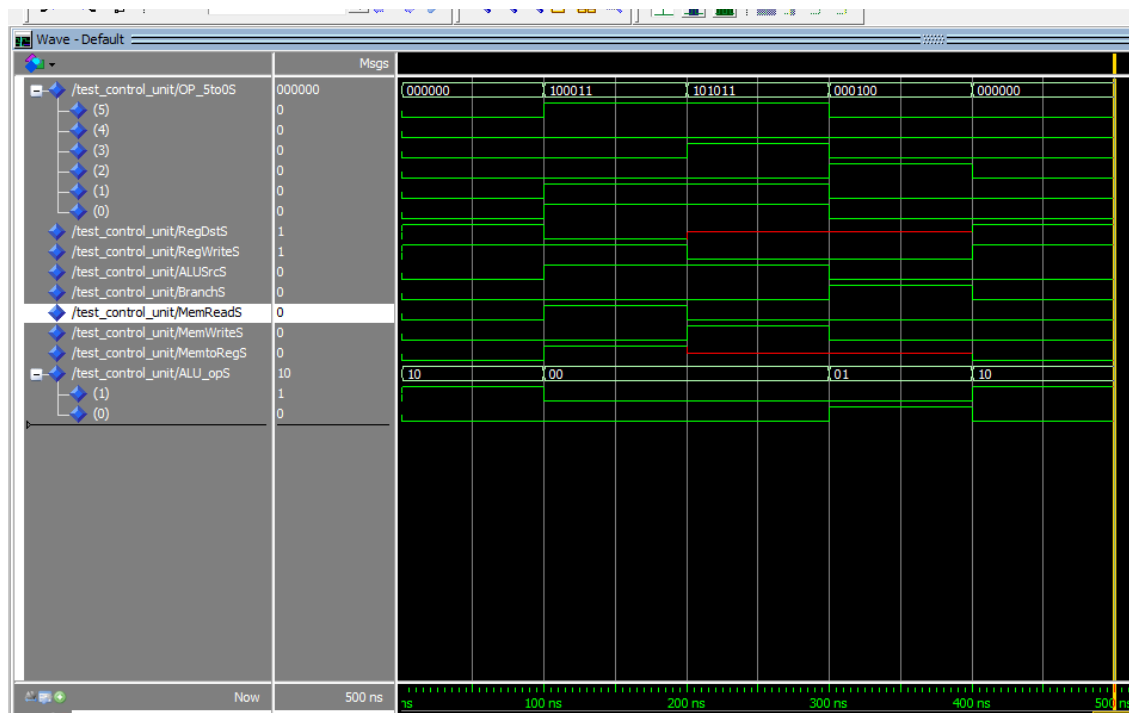 Wave - Default
Msgs
/test_control_unit/OP_5to0S 000000 000000 100011 101011 000100 000000
(5) 0
(4) 0
(3) 0
(2) 0
(1) 0
(0) 0
/test_control_unit/RegDstS 1
/test_control_unit/RegWriteS 1
/test_control_unit/ALUSrcS 0
/test_control_unit/BranchS 0
/test_control_unit/MemReadS 0
/test_control_unit/MemWriteS 0
/test_control_unit/MemtoRegS 0
/test_control_unit/ALU_opS 10 10 00 01 10
(1) 1
(0) 0
Now 500 ns ns 100 ns 200 ns 300 ns 400 ns 500 ns